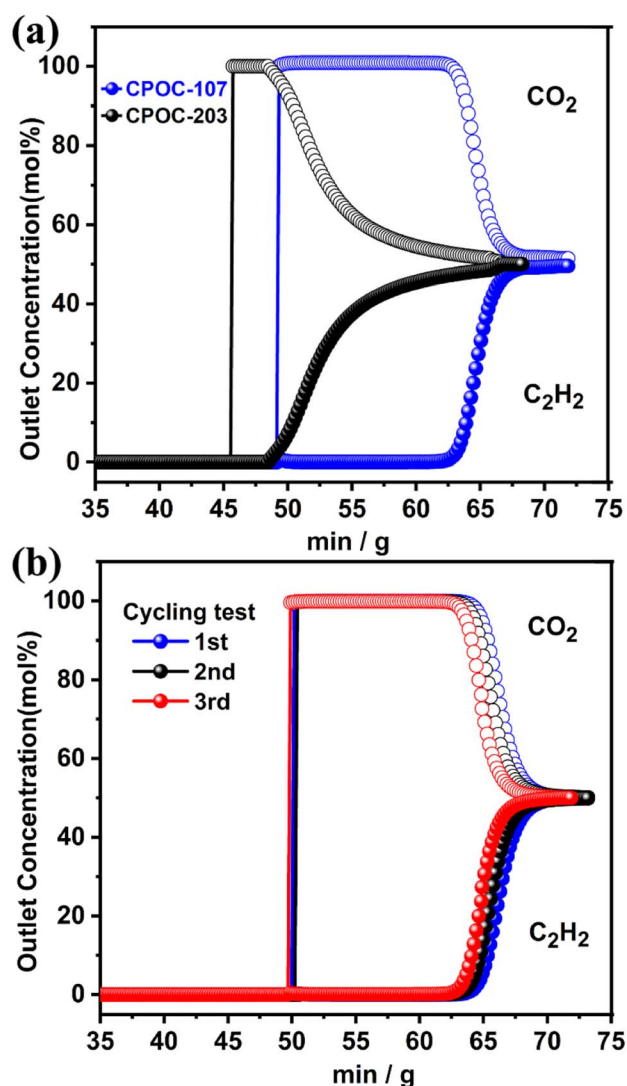 (a)
100
80
60
40
20
0
Outlet Concentration(mol%)
CPOC-107
CPOC-203
CO₂
C₂H₂
35 40 45 50 55 60 65 70 75
min / g
(b)
100
80
60
40
20
0
Outlet Concentration(mol%)
Cycling test
1st
2nd
3rd
CO₂
C₂H₂
35 40 45 50 55 60 65 70 75
min / g